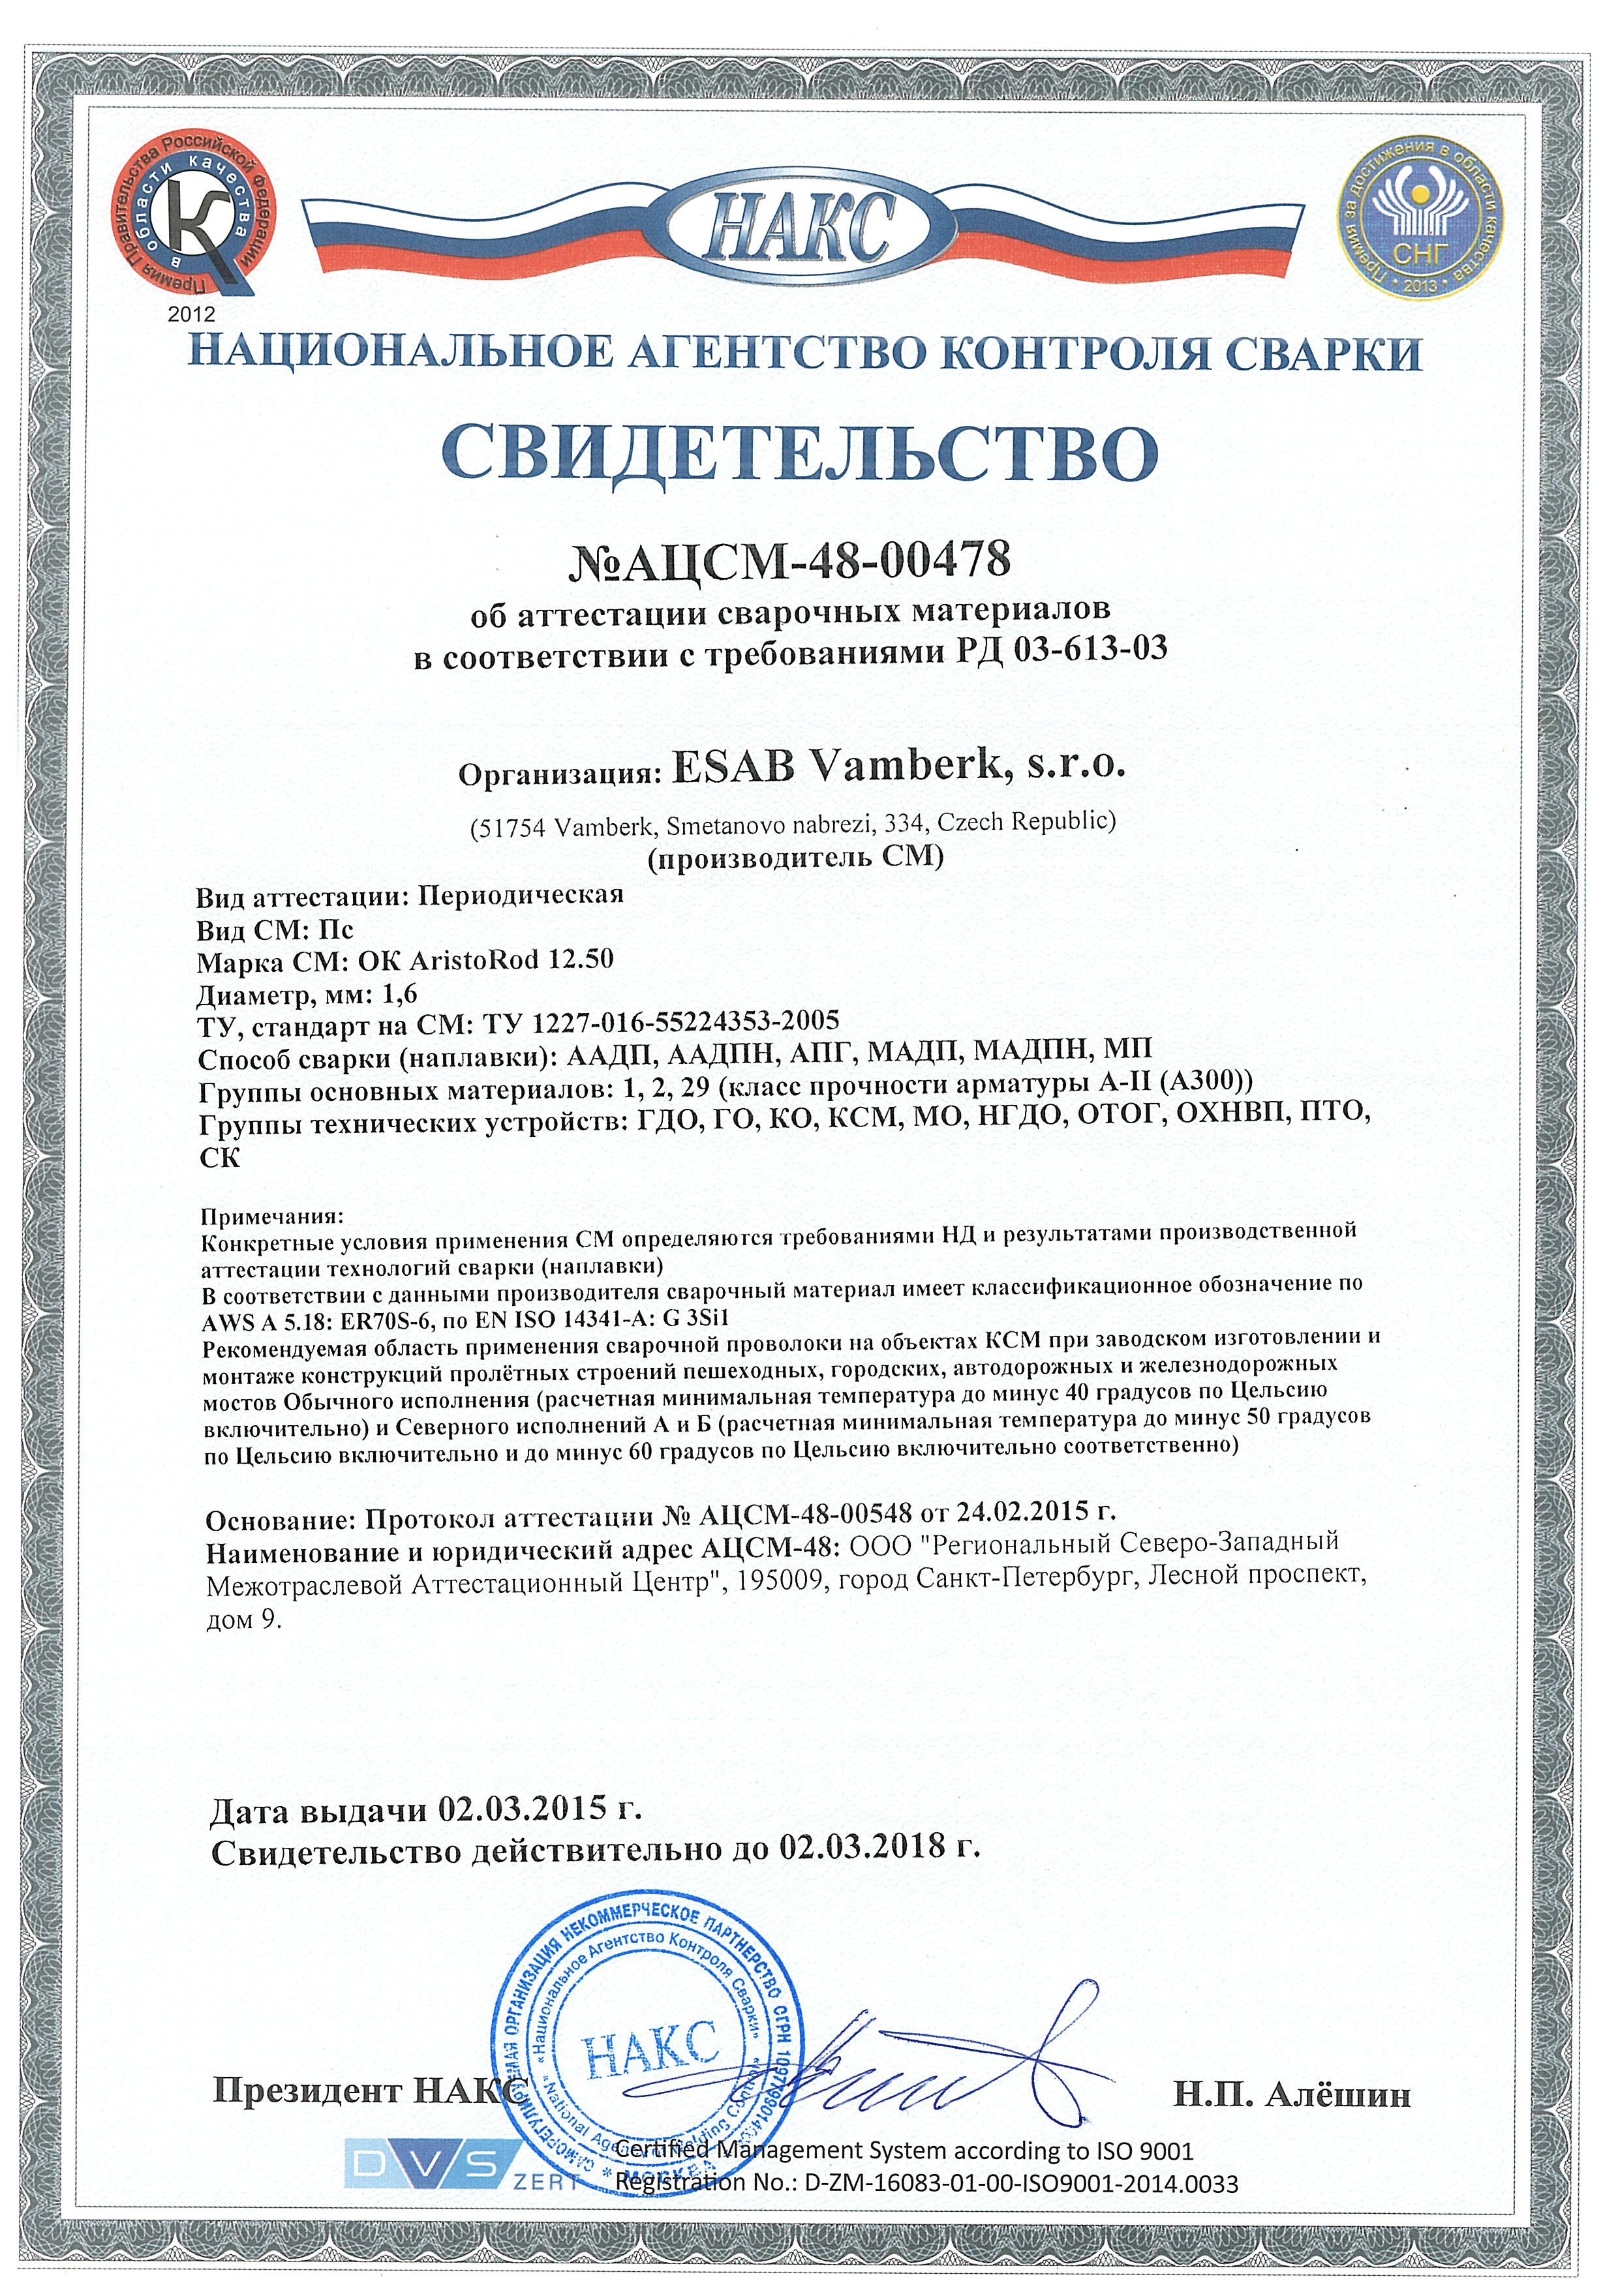 Премия Правительства Российской Федерации
в области качества
2012
НАКС
Премия за достижения в области качества
СНГ
• 2013 •
НАЦИОНАЛЬНОЕ АГЕНТСТВО КОНТРОЛЯ СВАРКИ
СВИДЕТЕЛЬСТВО
№АЦСМ-48-00478
об аттестации сварочных материалов
в соответствии с требованиями РД 03-613-03
Организация: ESAB Vamberk, s.r.o.
(51754 Vamberk, Smetanovo nabrezi, 334, Czech Republic)
(производитель СМ)
Вид аттестации: Периодическая
Вид СМ: Пс
Марка СМ: ОК AristoRod 12.50
Диаметр, мм: 1,6
ТУ, стандарт на СМ: ТУ 1227-016-55224353-2005
Способ сварки (наплавки): ААДП, ААДПН, АПГ, МАДП, МАДПН, МП
Группы основных материалов: 1, 2, 29 (класс прочности арматуры А-II (А300))
Группы технических устройств: ГДО, ГО, КО, КСМ, МО, НГДО, ОТОГ, ОХНВП, ПТО,
СК
Примечания:
Конкретные условия применения СМ определяются требованиями НД и результатами производственной
аттестации технологий сварки (наплавки)
В соответствии с данными производителя сварочный материал имеет классификационное обозначение по
AWS A 5.18: ER70S-6, по EN ISO 14341-A: G 3Si1
Рекомендуемая область применения сварочной проволоки на объектах КСМ при заводском изготовлении и
монтаже конструкций пролётных строений пешеходных, городских, автодорожных и железнодорожных
мостов Обычного исполнения (расчетная минимальная температура до минус 40 градусов по Цельсию
включительно) и Северного исполнений А и Б (расчетная минимальная температура до минус 50 градусов
по Цельсию включительно и до минус 60 градусов по Цельсию включительно соответственно)
Основание: Протокол аттестации № АЦСМ-48-00548 от 24.02.2015 г.
Наименование и юридический адрес АЦСМ-48: ООО "Региональный Северо-Западный
Межотраслевой Аттестационный Центр", 195009, город Санкт-Петербург, Лесной проспект,
дом 9.
Дата выдачи 02.03.2015 г.
Свидетельство действительно до 02.03.2018 г.
САМОРЕГУЛИРУЕМАЯ ОРГАНИЗАЦИЯ НЕКОММЕРЧЕСКОЕ ПАРТНЕРСТВО ОГРН
* МОСКВА
«Национальное Агентство Контроля Сварки»
«National Agency Welding Control»
НАКС
Президент НАКС
Н.П. Алёшин
DVS ZERT
Certified Management System according to ISO 9001
Registration No.: D-ZM-16083-01-00-ISO9001-2014.0033